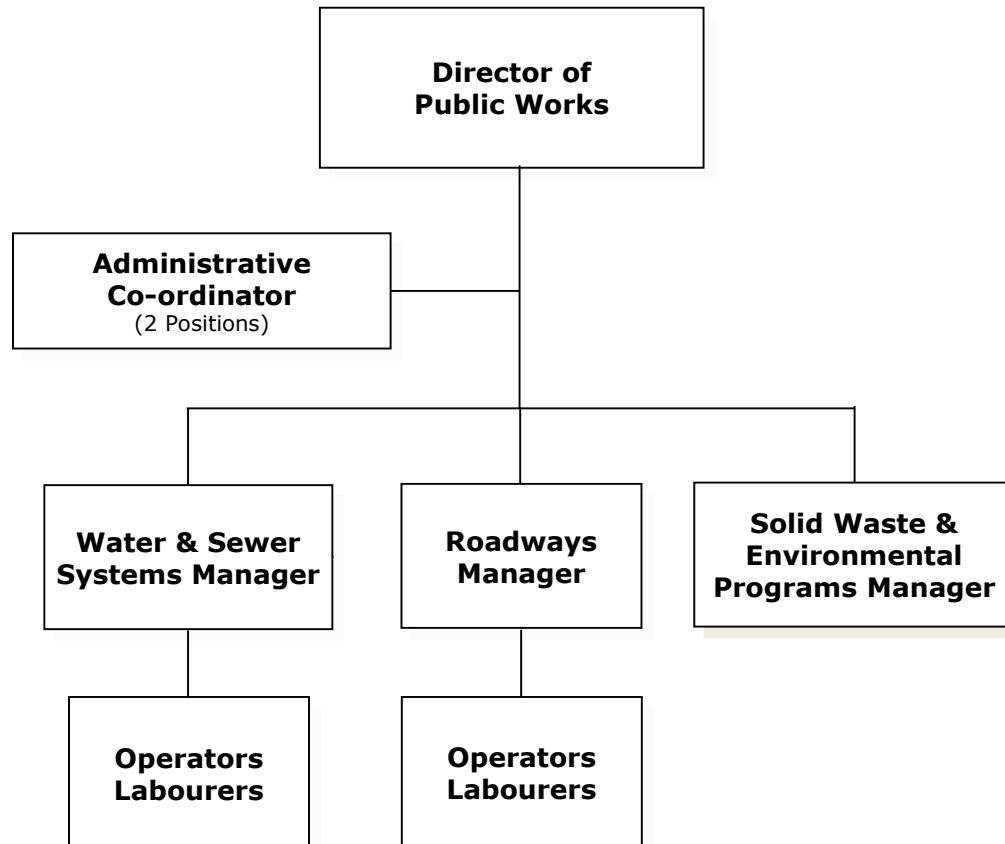 Director of
Public Works
Administrative
Co-ordinator
(2 Positions)
Water & Sewer
Systems Manager
Roadways
Manager
Solid Waste &
Environmental
Programs Manager
Operators
Labourers
Operators
Labourers